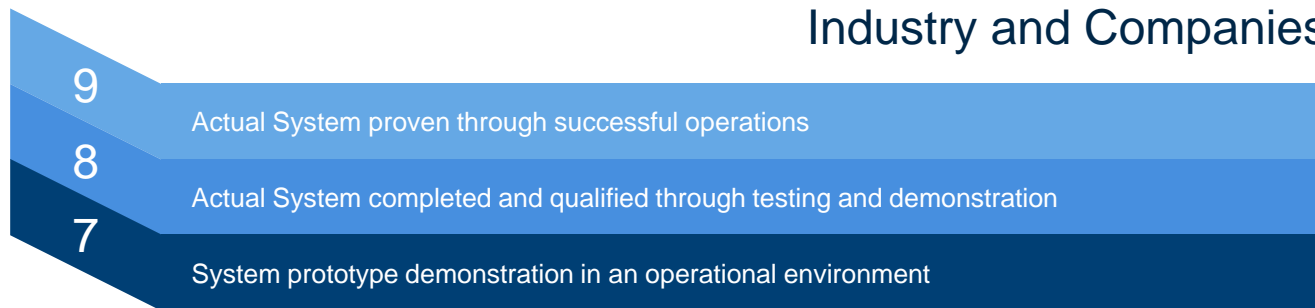 Industry and Companies
9
Actual System proven through successful operations
8
Actual System completed and qualified through testing and demonstration
7
System prototype demonstration in an operational environment